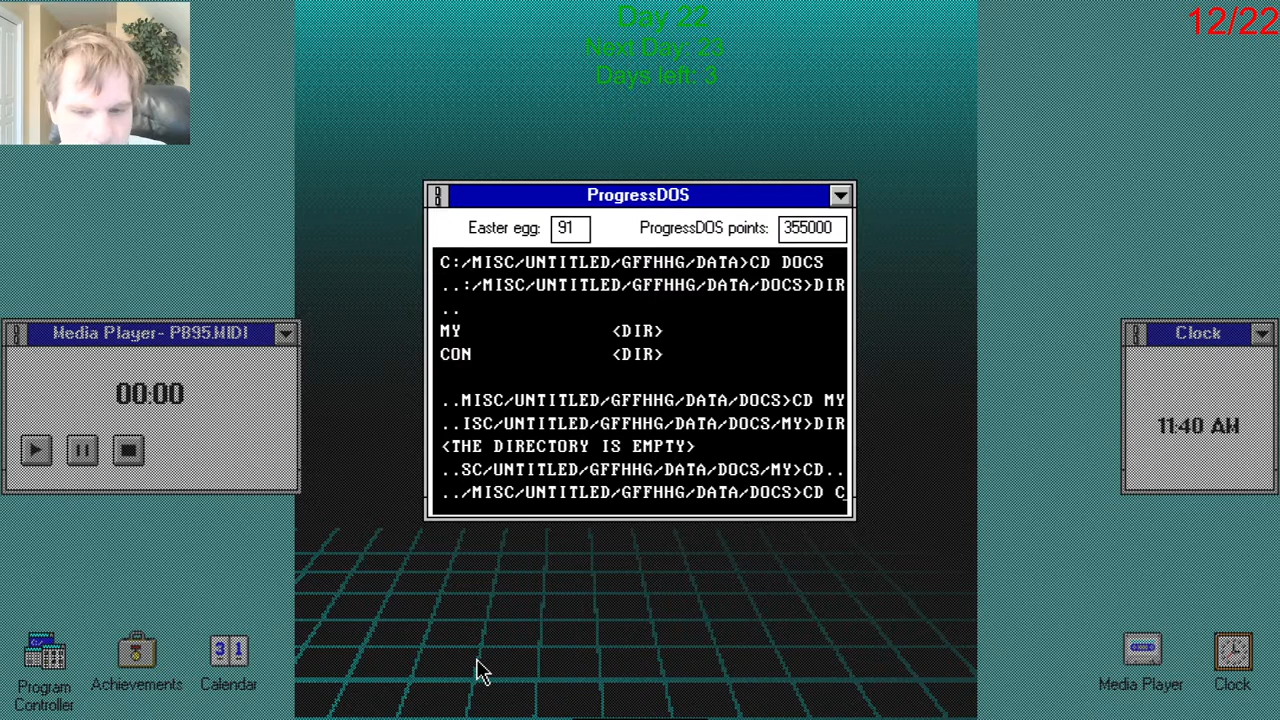 Day 22
12/22
Next Day: 23
Days left: 3
ProgressDOS
Easter egg: 91 ProgressDOS points: 355000
C:/MISC/UNTITLED/GFFHHG/DATA>CD DOCS
..:/MISC/UNTITLED/GFFHHG/DATA/DOCS>DIR
..
MY <DIR>
CON <DIR>
..MISC/UNTITLED/GFFHHG/DATA/DOCS>CD MY
..ISC/UNTITLED/GFFHHG/DATA/DOCS/MY>DIR
<THE DIRECTORY IS EMPTY>
..SC/UNTITLED/GFFHHG/DATA/DOCS/MY>CD..
../MISC/UNTITLED/GFFHHG/DATA/DOCS>CD C_
Media Player- PB95.MIDI
00:00
Clock
11:40 AM
Program Controller
Achievements
31
Calendar
Media Player
Clock